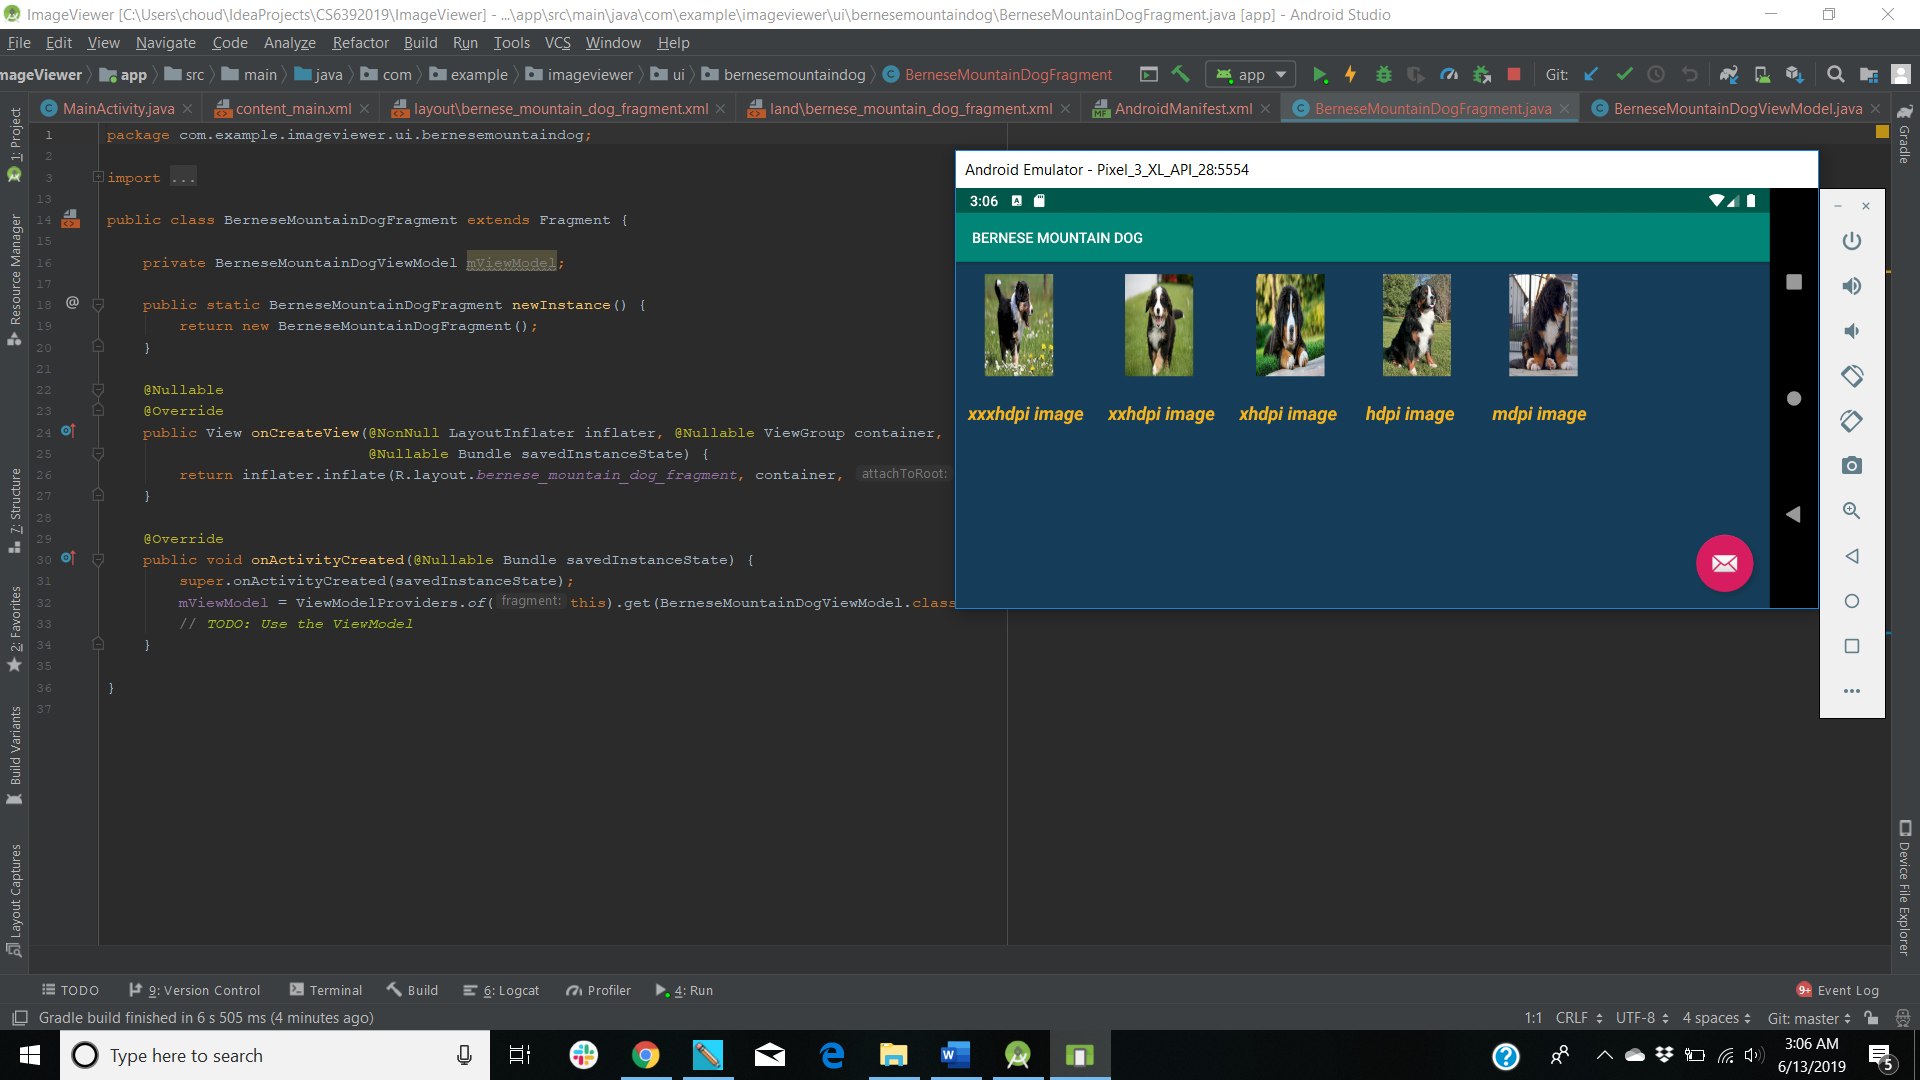 ImageViewer [C:\Users\choud\IdeaProjects\CS6392019\ImageViewer] - ...\app\src\main\java\com\example\imageviewer\ui\bernesemountaindog\BerneseMountainDogFragment.java [app] - Android Studio
File Edit View Navigate Code Analyze Refactor Build Run Tools VCS Window Help
mageViewer app src main java com example imageviewer ui bernesemountaindog BerneseMountainDogFragment app Git:
MainActivity.java content_main.xml layout\bernese_mountain_dog_fragment.xml land\bernese_mountain_dog_fragment.xml AndroidManifest.xml BerneseMountainDogFragment.java BerneseMountainDogViewModel.java
1: Project
Resource Manager
7: Structure
2: Favorites
Build Variants
Layout Captures
1 package com.example.imageviewer.ui.bernesemountaindog;
2
3 import ...
13
14 public class BerneseMountainDogFragment extends Fragment {
15
16 private BerneseMountainDogViewModel mViewModel;
17
18 @ public static BerneseMountainDogFragment newInstance() {
19 return new BerneseMountainDogFragment();
20 }
21
22 @Nullable
23 @Override
24 public View onCreateView(@NonNull LayoutInflater inflater, @Nullable ViewGroup container,
25 @Nullable Bundle savedInstanceState) {
26 return inflater.inflate(R.layout.bernese_mountain_dog_fragment, container, attachToRoot:
27 }
28
29 @Override
30 public void onActivityCreated(@Nullable Bundle savedInstanceState) {
31 super.onActivityCreated(savedInstanceState);
32 mViewModel = ViewModelProviders.of( fragment: this).get(BerneseMountainDogViewModel.class
33 // TODO: Use the ViewModel
34 }
35
36 }
37
Android Emulator - Pixel_3_XL_API_28:5554
3:06 A
BERNESE MOUNTAIN DOG
xxxhdpi image xxhdpi image xhdpi image hdpi image mdpi image
Gradle
Device File Explorer
TODO 9: Version Control Terminal Build 6: Logcat Profiler 4: Run 9+ Event Log
Gradle build finished in 6 s 505 ms (4 minutes ago) 1:1 CRLF UTF-8 4 spaces Git: master
Type here to search
3:06 AM
6/13/2019
5